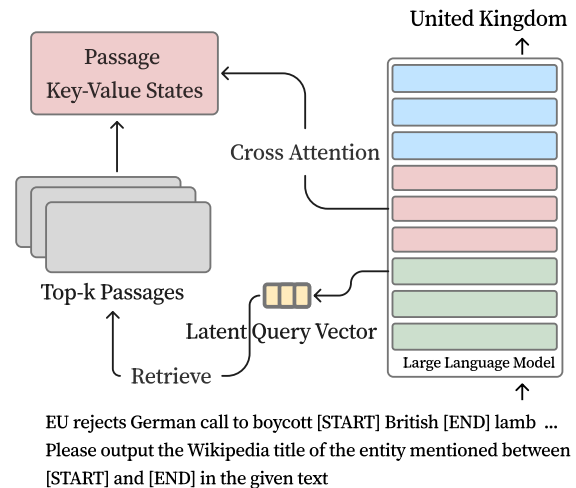 United Kingdom
Passage
Key-Value States
Cross Attention
Top-k Passages
Latent Query Vector
Retrieve
Large Language Model
EU rejects German call to boycott [START] British [END] lamb ...
Please output the Wikipedia title of the entity mentioned between
[START] and [END] in the given text